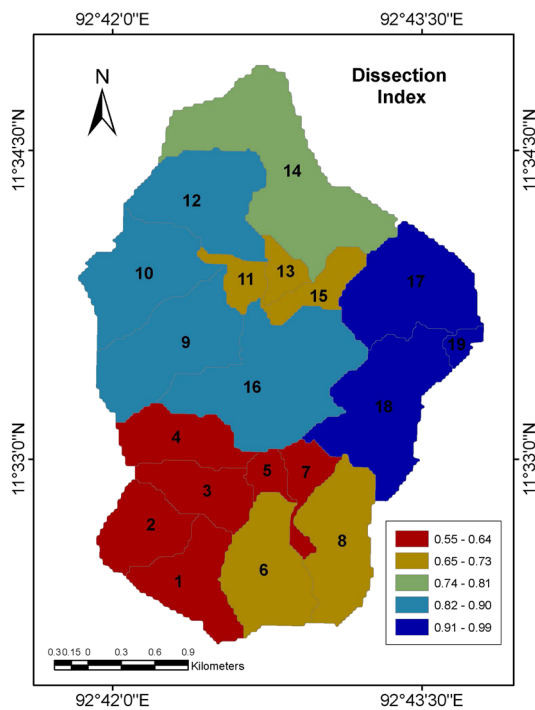 92°42'0"E
92°43'30"E
N
Dissection
Index
11°34'30"N
11°34'30"N
14
12
10
11
13
15
17
9
19
16
18
4
5
7
3
2
8
6
1
11°33'0"N
11°33'0"N
0.55 - 0.64
0.65 - 0.73
0.74 - 0.81
0.82 - 0.90
0.91 - 0.99
0.30.15 0 0.3 0.6 0.9
Kilometers
92°42'0"E
92°43'30"E